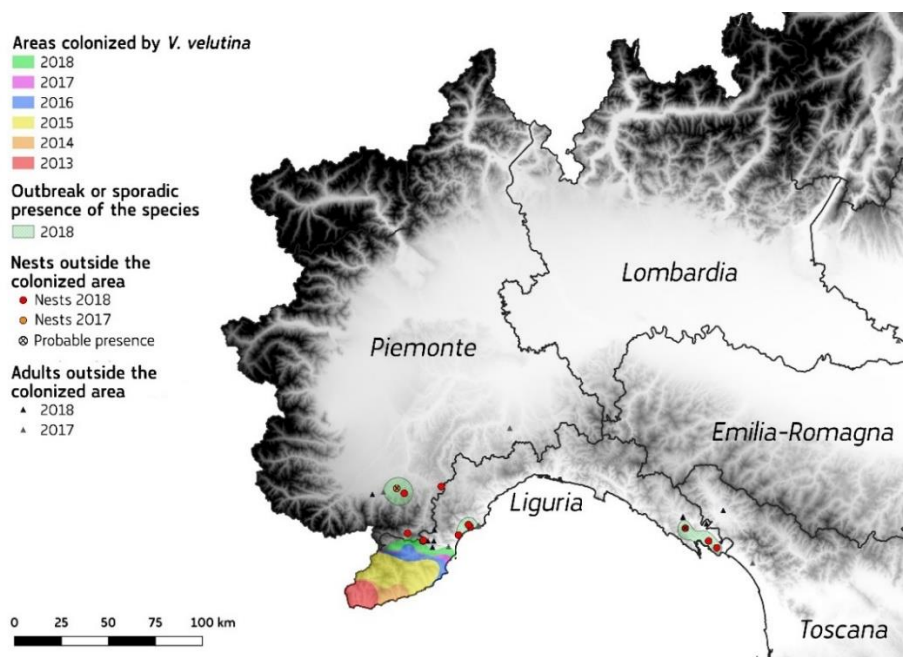 Areas colonized by V. velutina
2018
2017
2016
2015
2014
2013
Outbreak or sporadic
presence of the species
2018
Nests outside the
colonized area
Nests 2018
Nests 2017
Probable presence
Adults outside the
colonized area
2018
2017
Lombardia
Piemonte
Emilia-Romagna
Liguria
Toscana
0 25 50 75 100 km